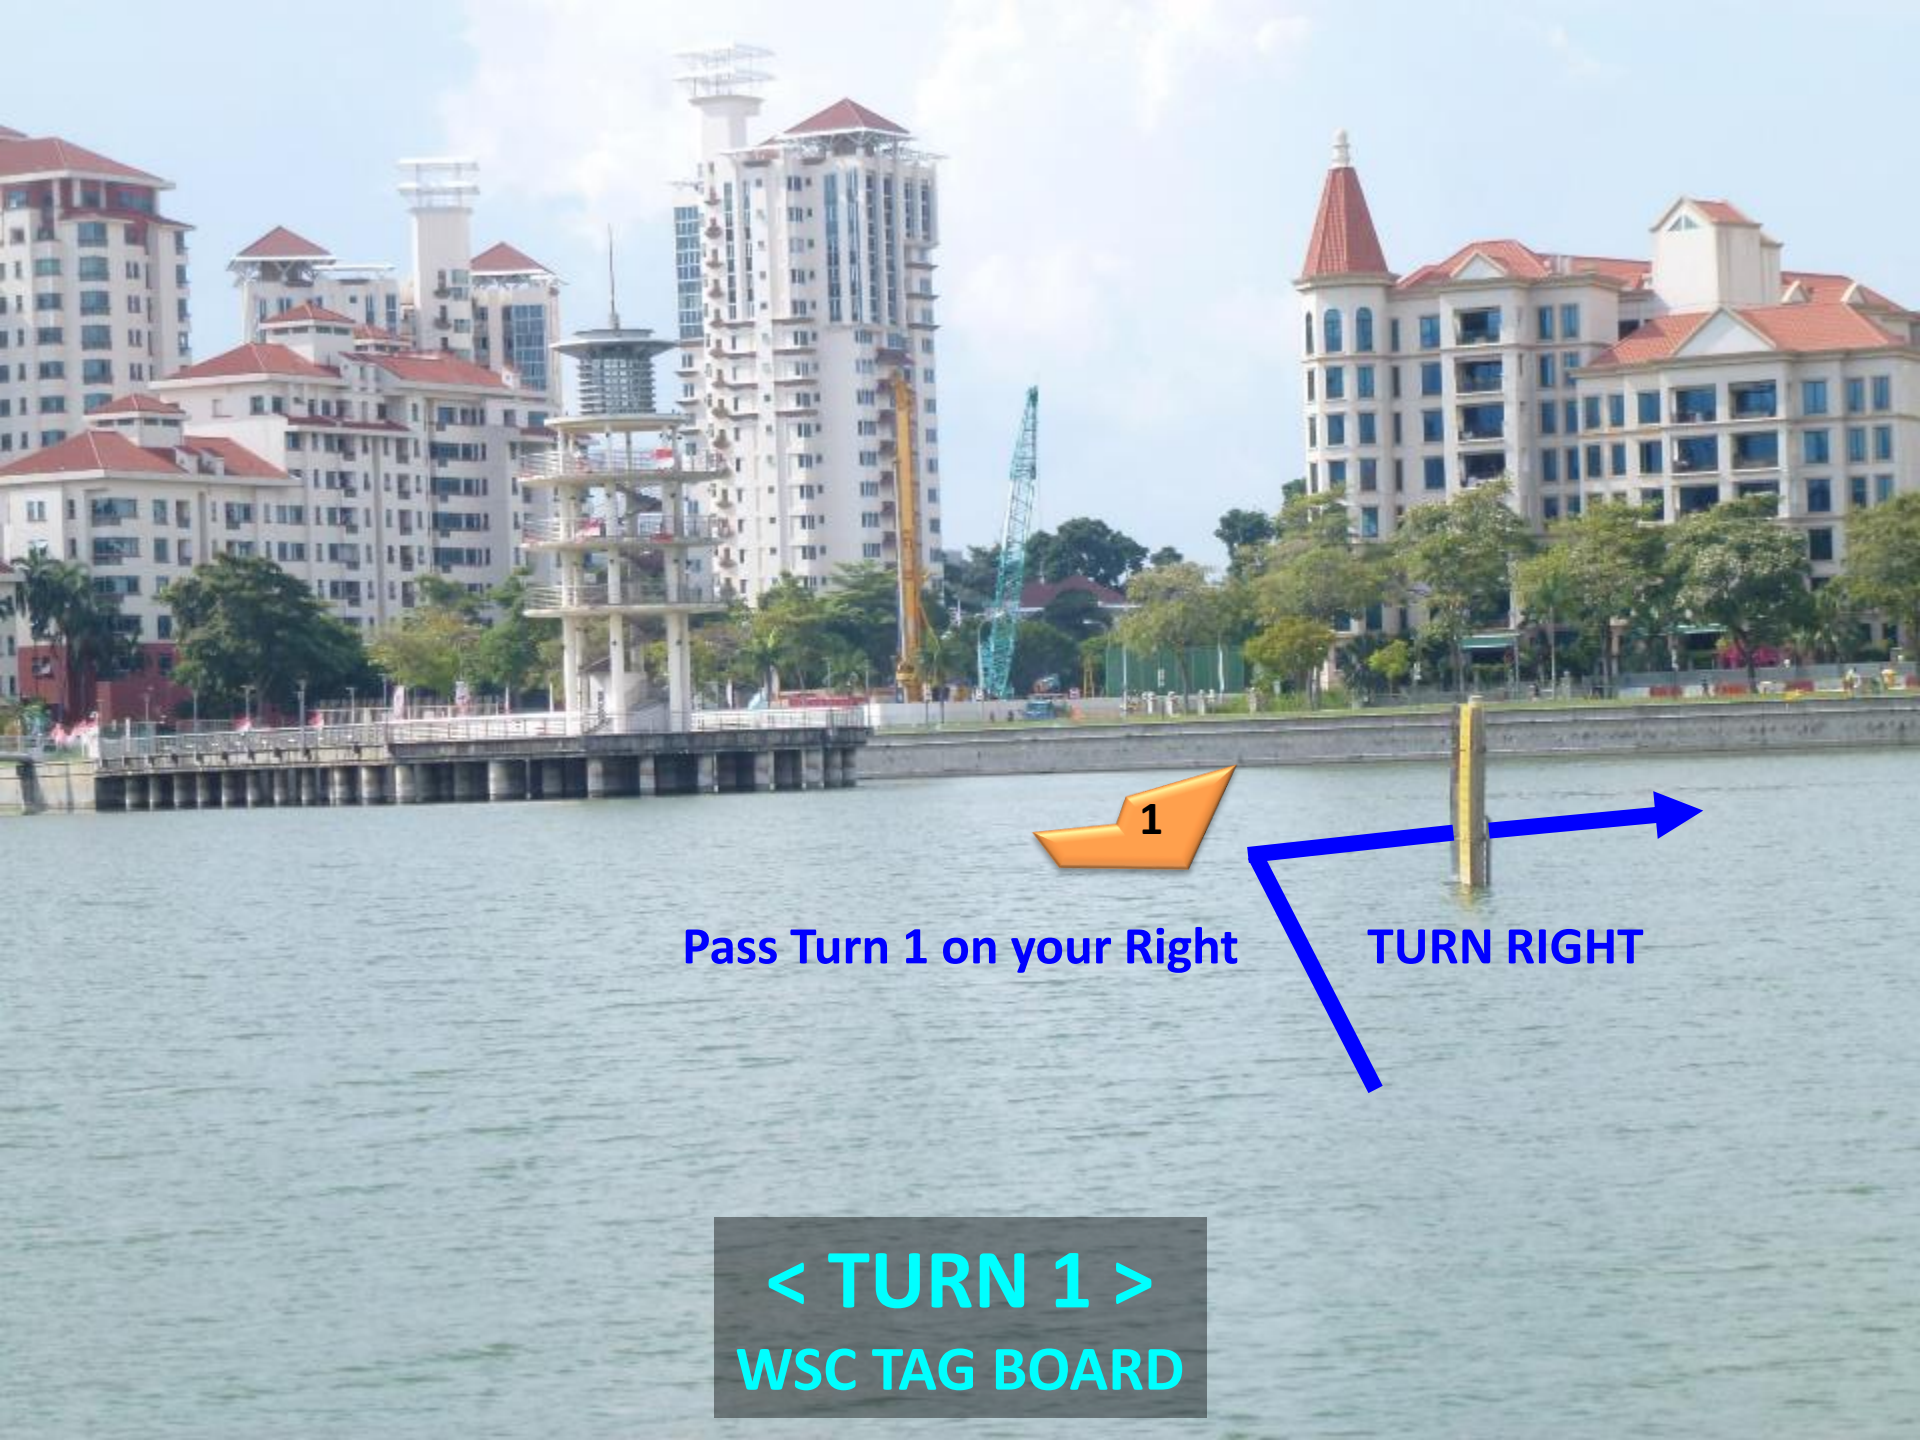 1
Pass Turn 1 on your Right
TURN RIGHT
< TURN 1 >
WSC TAG BOARD